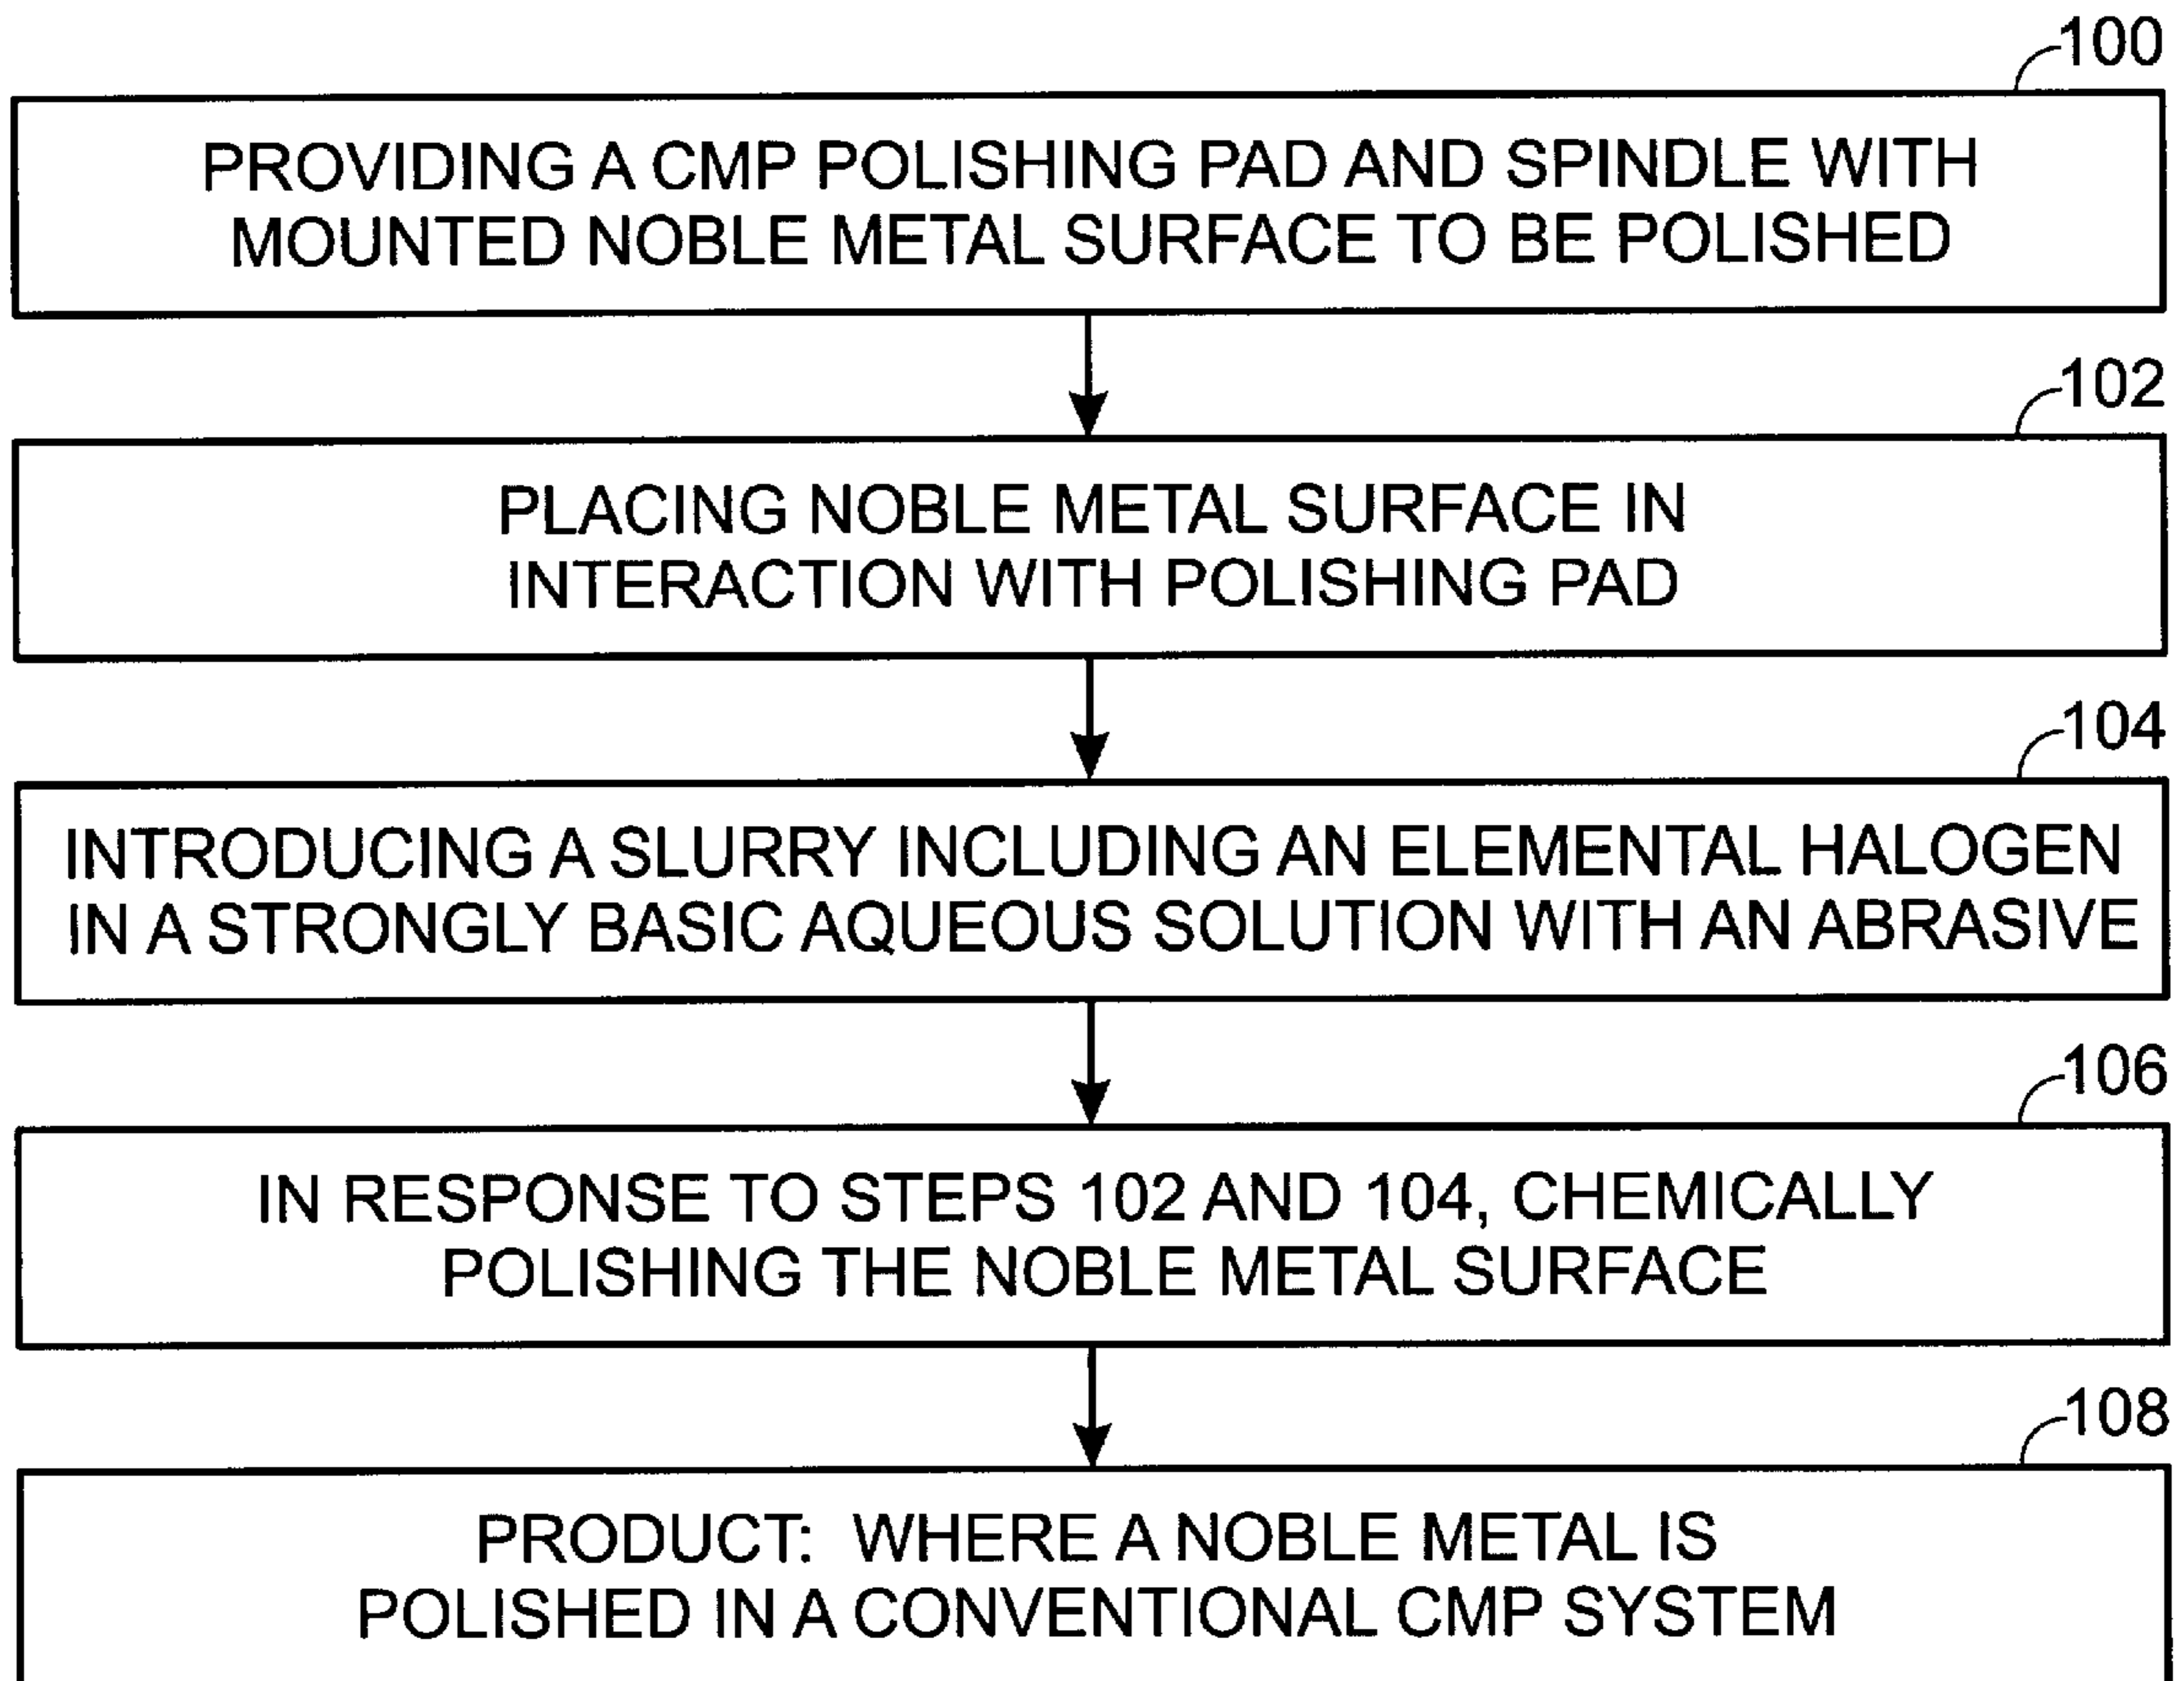 100
PROVIDING A CMP POLISHING PAD AND SPINDLE WITH
MOUNTED NOBLE METAL SURFACE TO BE POLISHED
102
PLACING NOBLE METAL SURFACE IN
INTERACTION WITH POLISHING PAD
104
INTRODUCING A SLURRY INCLUDING AN ELEMENTAL HALOGEN
IN A STRONGLY BASIC AQUEOUS SOLUTION WITH AN ABRASIVE
106
IN RESPONSE TO STEPS 102 AND 104, CHEMICALLY
POLISHING THE NOBLE METAL SURFACE
108
PRODUCT: WHERE A NOBLE METAL IS
POLISHED IN A CONVENTIONAL CMP SYSTEM